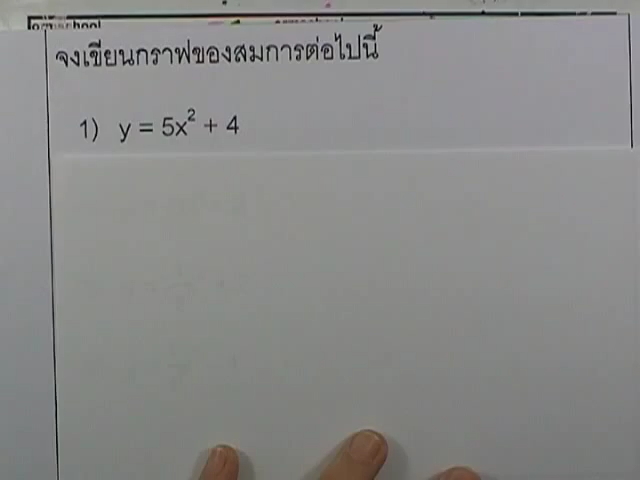 จงเขียนกราฟของสมการต่อไปนี้
1) y = 5x² + 4